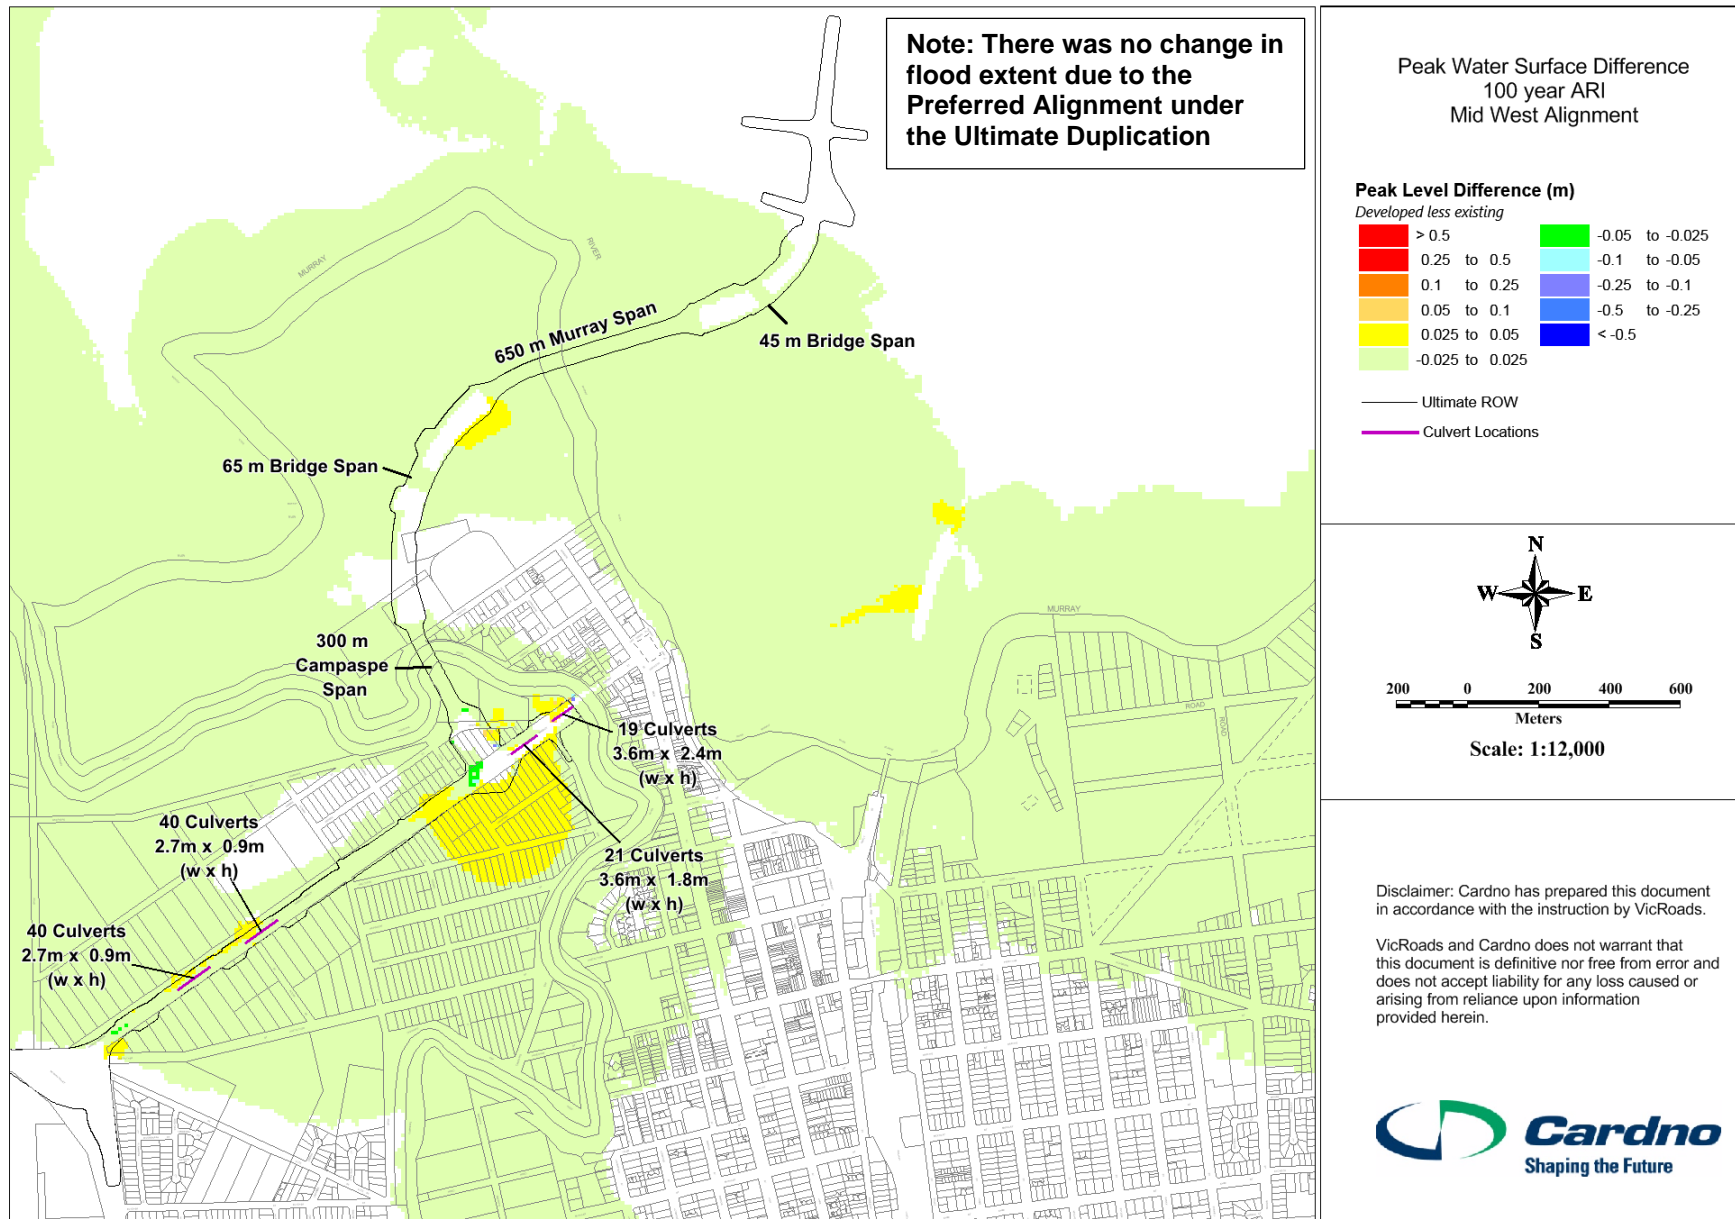 Note: There was no change in
flood extent due to the
Preferred Alignment under
the Ultimate Duplication
MURRAY
RIVER
650 m Murray Span
45 m Bridge Span
65 m Bridge Span
300 m
Campaspe
Span
MURRAY
ROAD
ROAD
19 Culverts
3.6m x 2.4m
(w x h)
40 Culverts
2.7m x 0.9m
(w x h)
21 Culverts
3.6m x 1.8m
(w x h)
40 Culverts
2.7m x 0.9m
(w x h)
Peak Water Surface Difference
100 year ARI
Mid West Alignment
Peak Level Difference (m)
Developed less existing
> 0.5
0.25 to 0.5
0.1 to 0.25
0.05 to 0.1
0.025 to 0.05
-0.025 to 0.025
-0.05 to -0.025
-0.1 to -0.05
-0.25 to -0.1
-0.5 to -0.25
< -0.5
Ultimate ROW
Culvert Locations
N
W E
S
200 0 200 400 600
Meters
Scale: 1:12,000
Disclaimer: Cardno has prepared this document
in accordance with the instruction by VicRoads.
VicRoads and Cardno does not warrant that
this document is definitive nor free from error and
does not accept liability for any loss caused or
arising from reliance upon information
provided herein.
Cardno
Shaping the Future